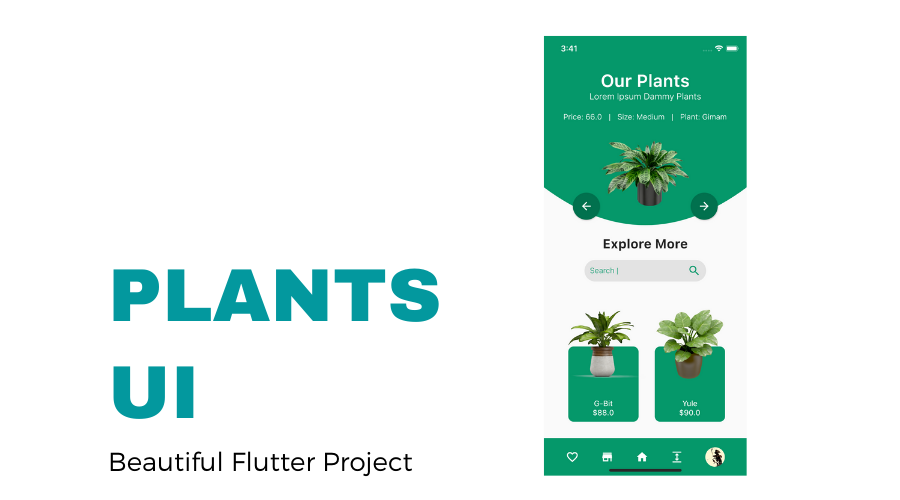 PLANTS
UI
Beautiful Flutter Project
3:41
Our Plants
Lorem Ipsum Dammy Plants
Price: 66.0 | Size: Medium | Plant: Gimam
Explore More
Search |
G-Bit
$88.0
Yule
$90.0